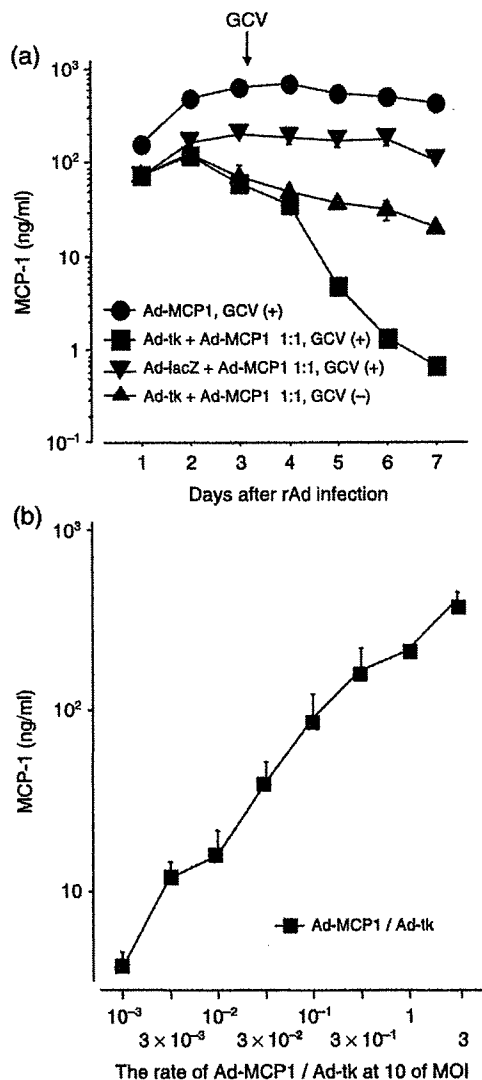 GCV
(a)
10³
10²
10
1
10⁻¹
MCP-1 (ng/ml)
Ad-MCP1, GCV (+)
Ad-tk + Ad-MCP1 1:1, GCV (+)
Ad-lacZ + Ad-MCP1 1:1, GCV (+)
Ad-tk + Ad-MCP1 1:1, GCV (−)
1 2 3 4 5 6 7
Days after rAd infection
(b)
10³
10²
10
MCP-1 (ng/ml)
Ad-MCP1 / Ad-tk
10⁻³ 10⁻² 10⁻¹ 1
3 × 10⁻³ 3 × 10⁻² 3 × 10⁻¹ 3
The rate of Ad-MCP1 / Ad-tk at 10 of MOI